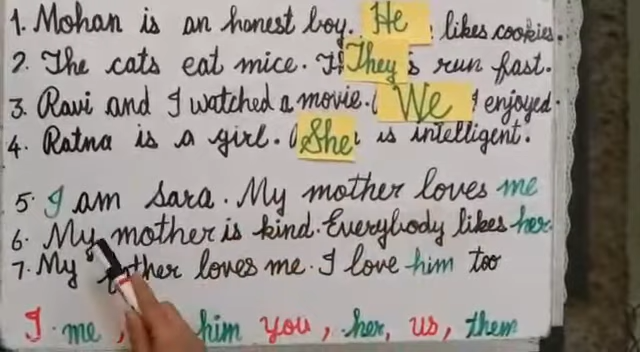 1. Mohan is an honest boy. He likes cookies.
2. The cats eat mice. They s run fast.
3. Ravi and I watched a movie. We I enjoyed.
4. Ratna is a girl. She is intelligent.
5. I am Sara. My mother loves me
6. My mother is kind. Everybody likes her.
7. My loves me. I love him too
I me, him you, her, us, them